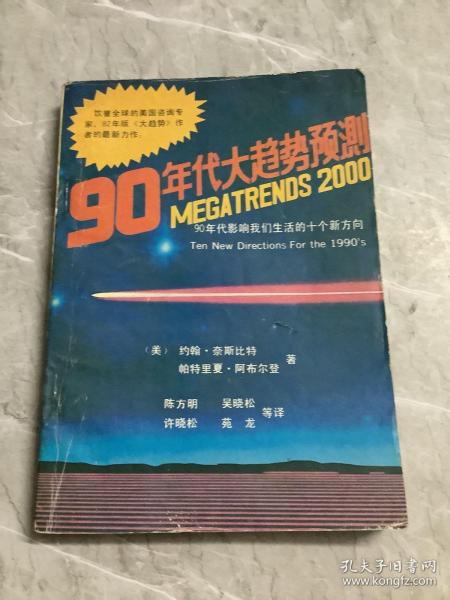 饮誉全球的美国咨询专
家、82年版《大趋势》作
者的最新力作。
90年代大趋势预测
MEGATRENDS 2000
90年代影响我们生活的十个新方向
Ten New Directions For the 1990's
(美) 约翰·奈斯比特
帕特里夏·阿布尔登 著
陈方明 吴晓松
许晓松 苑龙 等译
孔夫子旧书网
www.kongfz.com